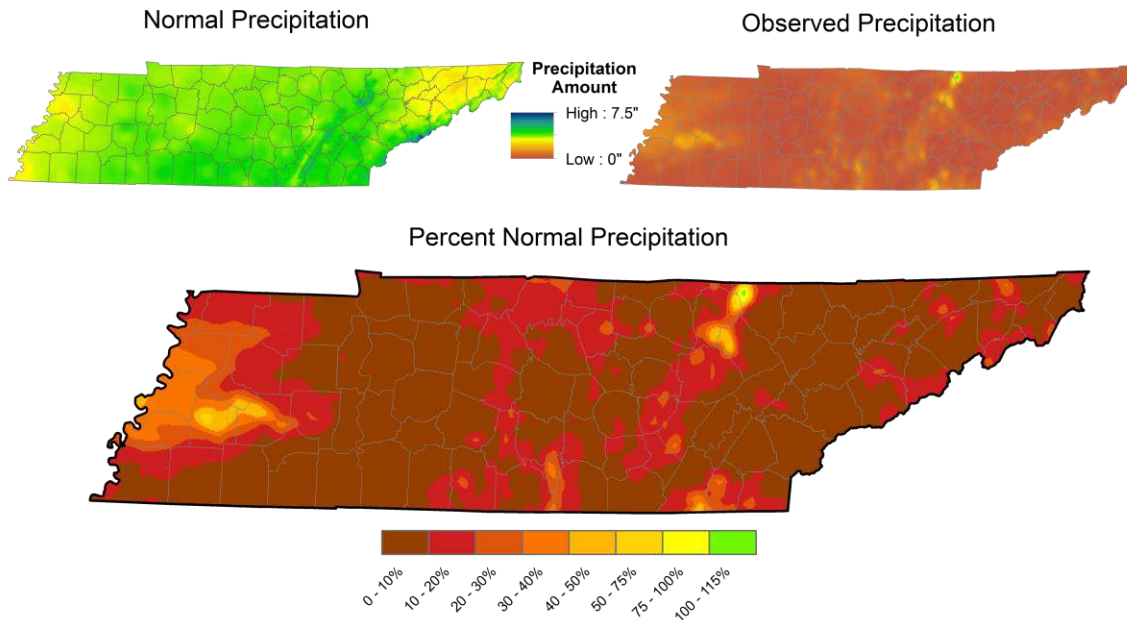 Normal Precipitation
Observed Precipitation
Precipitation
Amount
High : 7.5"
Low : 0"
Percent Normal Precipitation
0 - 10%
10 - 20%
20 - 30%
30 - 40%
40 - 50%
50 - 75%
75 - 100%
100 - 115%